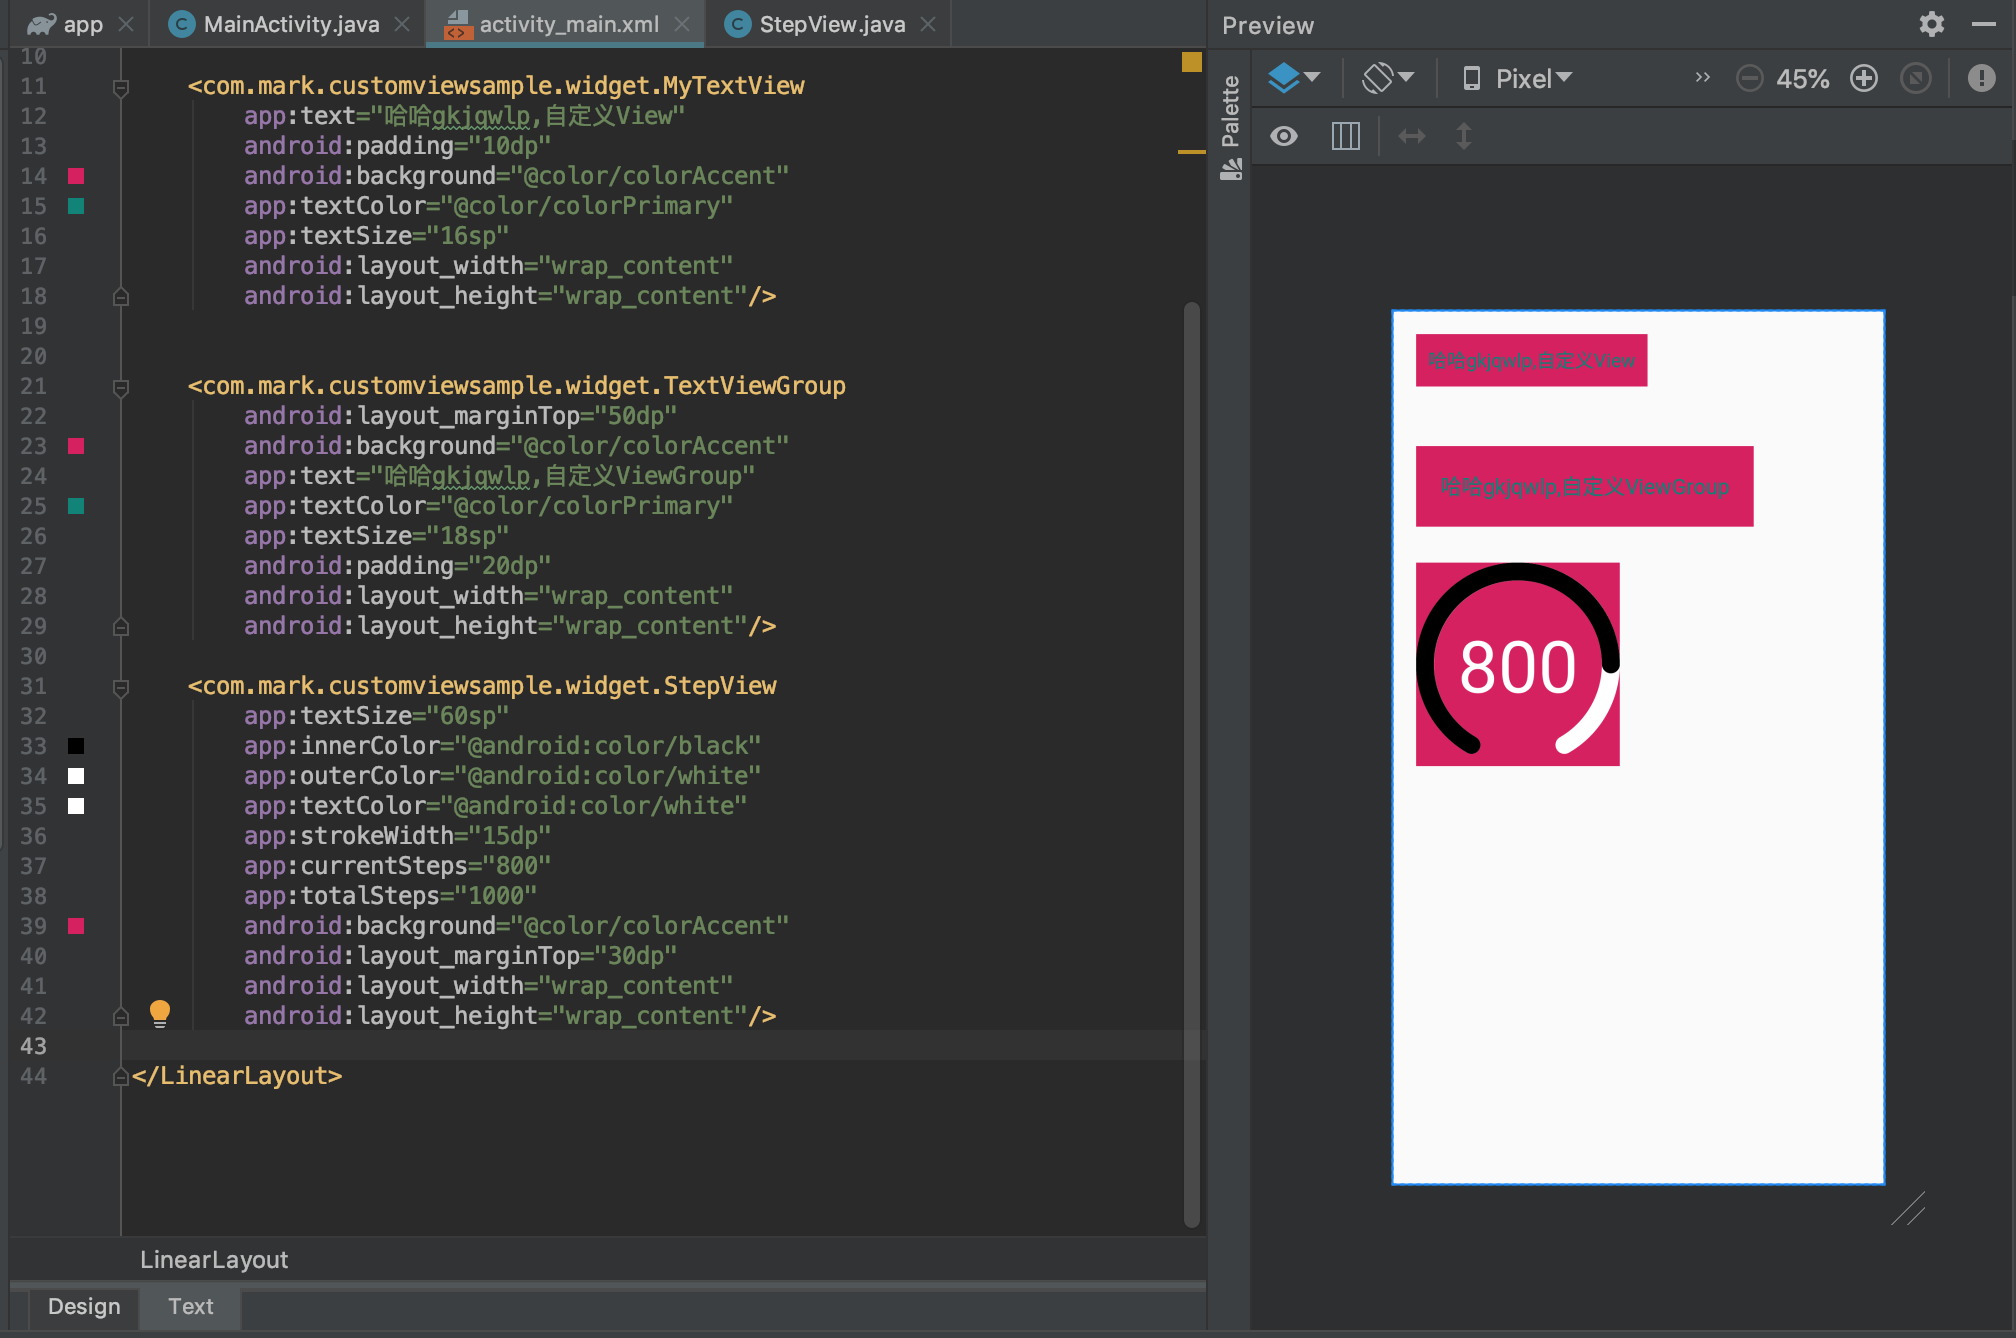 app
MainActivity.java
activity_main.xml
StepView.java
10
11 <com.mark.customviewsample.widget.MyTextView
12 app:text="哈哈gkjqwlp,自定义View"
13 android:padding="10dp"
14 android:background="@color/colorAccent"
15 app:textColor="@color/colorPrimary"
16 app:textSize="16sp"
17 android:layout_width="wrap_content"
18 android:layout_height="wrap_content"/>
19
20
21 <com.mark.customviewsample.widget.TextViewGroup
22 android:layout_marginTop="50dp"
23 android:background="@color/colorAccent"
24 app:text="哈哈gkjqwlp,自定义ViewGroup"
25 app:textColor="@color/colorPrimary"
26 app:textSize="18sp"
27 android:padding="20dp"
28 android:layout_width="wrap_content"
29 android:layout_height="wrap_content"/>
30
31 <com.mark.customviewsample.widget.StepView
32 app:textSize="60sp"
33 app:innerColor="@android:color/black"
34 app:outerColor="@android:color/white"
35 app:textColor="@android:color/white"
36 app:strokeWidth="15dp"
37 app:currentSteps="800"
38 app:totalSteps="1000"
39 android:background="@color/colorAccent"
40 android:layout_marginTop="30dp"
41 android:layout_width="wrap_content"
42 android:layout_height="wrap_content"/>
43
44 </LinearLayout>
LinearLayout
Design
Text
Preview
Palette
Pixel
45%
哈哈gkjqwlp,自定义View
哈哈gkjqwlp,自定义ViewGroup
800